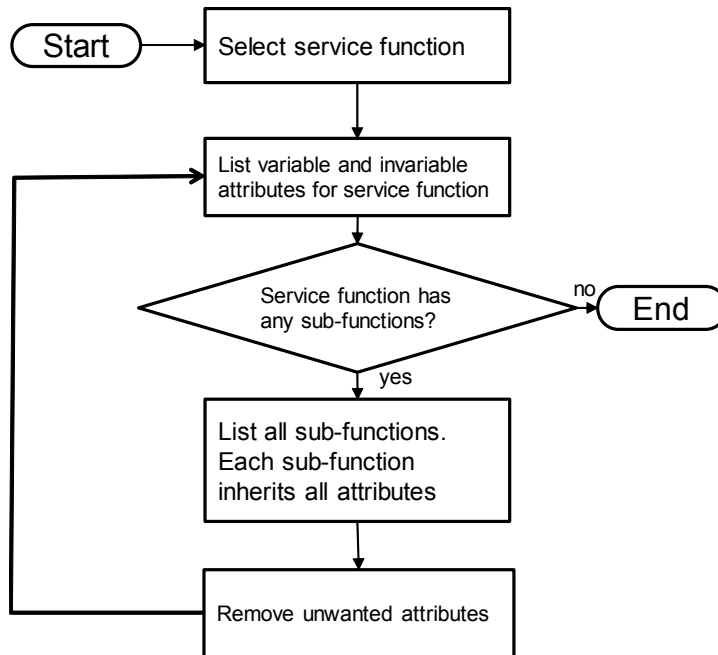 Start
Select service function
List variable and invariable
attributes for service function
Service function has
any sub-functions?
no
End
yes
List all sub-functions.
Each sub-function
inherits all attributes
Remove unwanted attributes